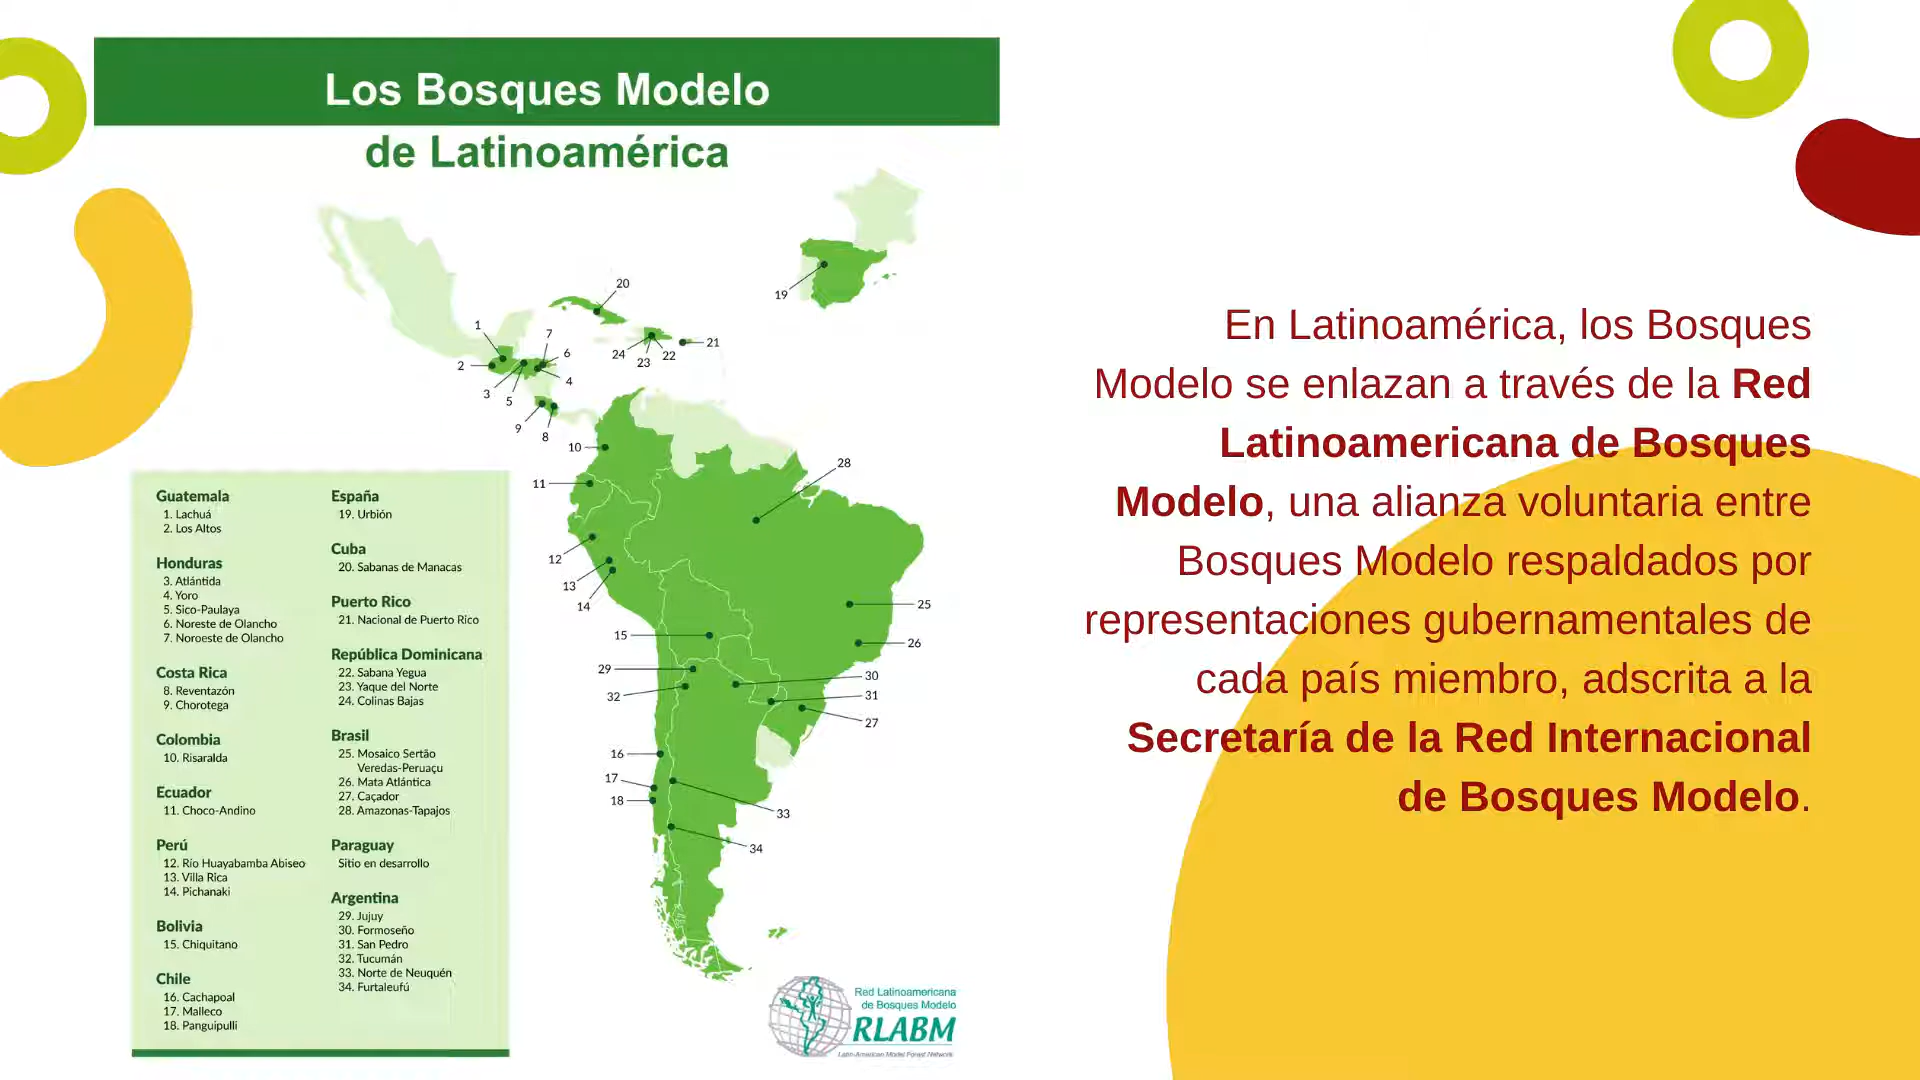 Los Bosques Modelo
de Latinoamérica
20
19
1
7
21
6
24
22
2
23
4
3
5
9
8
10
28
11
12
13
14
25
15
26
29
30
32
31
27
16
17
18
33
34
Guatemala
1. Lachuá
2. Los Altos
Honduras
3. Atlántida
4. Yoro
5. Sico-Paulaya
6. Noreste de Olancho
7. Noroeste de Olancho
Costa Rica
8. Reventazón
9. Chorotega
Colombia
10. Risaralda
Ecuador
11. Choco-Andino
Perú
12. Río Huayabamba Abiseo
13. Villa Rica
14. Pichanaki
Bolivia
15. Chiquitano
Chile
16. Cachapoal
17. Malleco
18. Panguipulli
España
19. Urbión
Cuba
20. Sabanas de Manacas
Puerto Rico
21. Nacional de Puerto Rico
República Dominicana
22. Sabana Yegua
23. Yaque del Norte
24. Colinas Bajas
Brasil
25. Mosaico Sertão
Veredas-Peruaçu
26. Mata Atlántica
27. Caçador
28. Amazonas-Tapajos
Paraguay
Sitio en desarrollo
Argentina
29. Jujuy
30. Formoseño
31. San Pedro
32. Tucumán
33. Norte de Neuquén
34. Furtaleufú
Red Latinoamericana
de Bosques Modelo
RLABM
Latin-American Model Forest Network
En Latinoamérica, los Bosques
Modelo se enlazan a través de la Red
Latinoamericana de Bosques
Modelo, una alianza voluntaria entre
Bosques Modelo respaldados por
representaciones gubernamentales de
cada país miembro, adscrita a la
Secretaría de la Red Internacional
de Bosques Modelo.